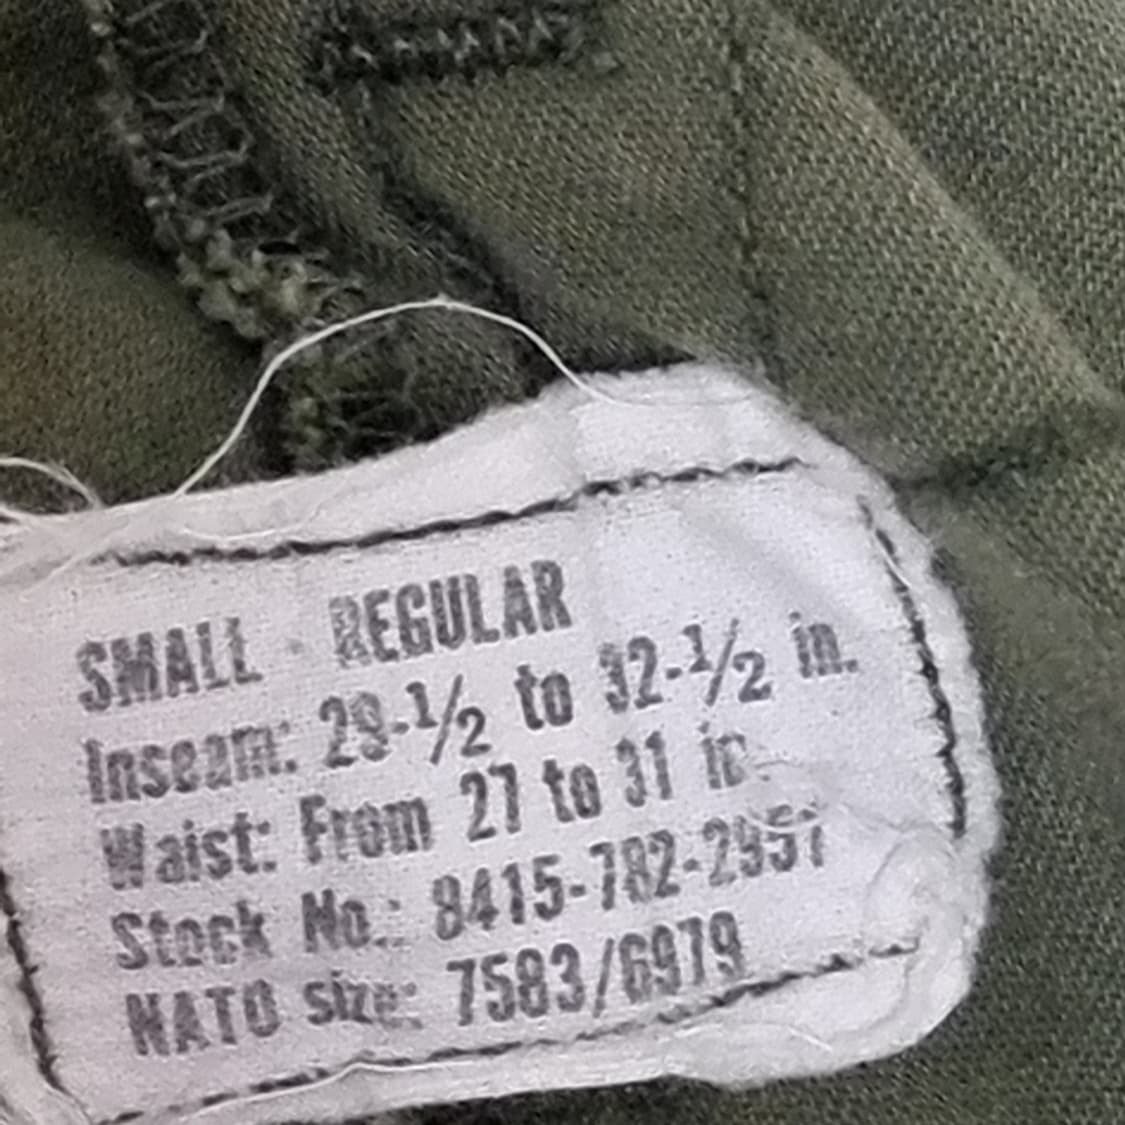 SMALL - REGULAR
Inseam: 29-1/2 to 32-1/2 in.
Waist: From 27 to 31 in.
Stock No.: 8415-782-2957
NATO size: 7583/6979